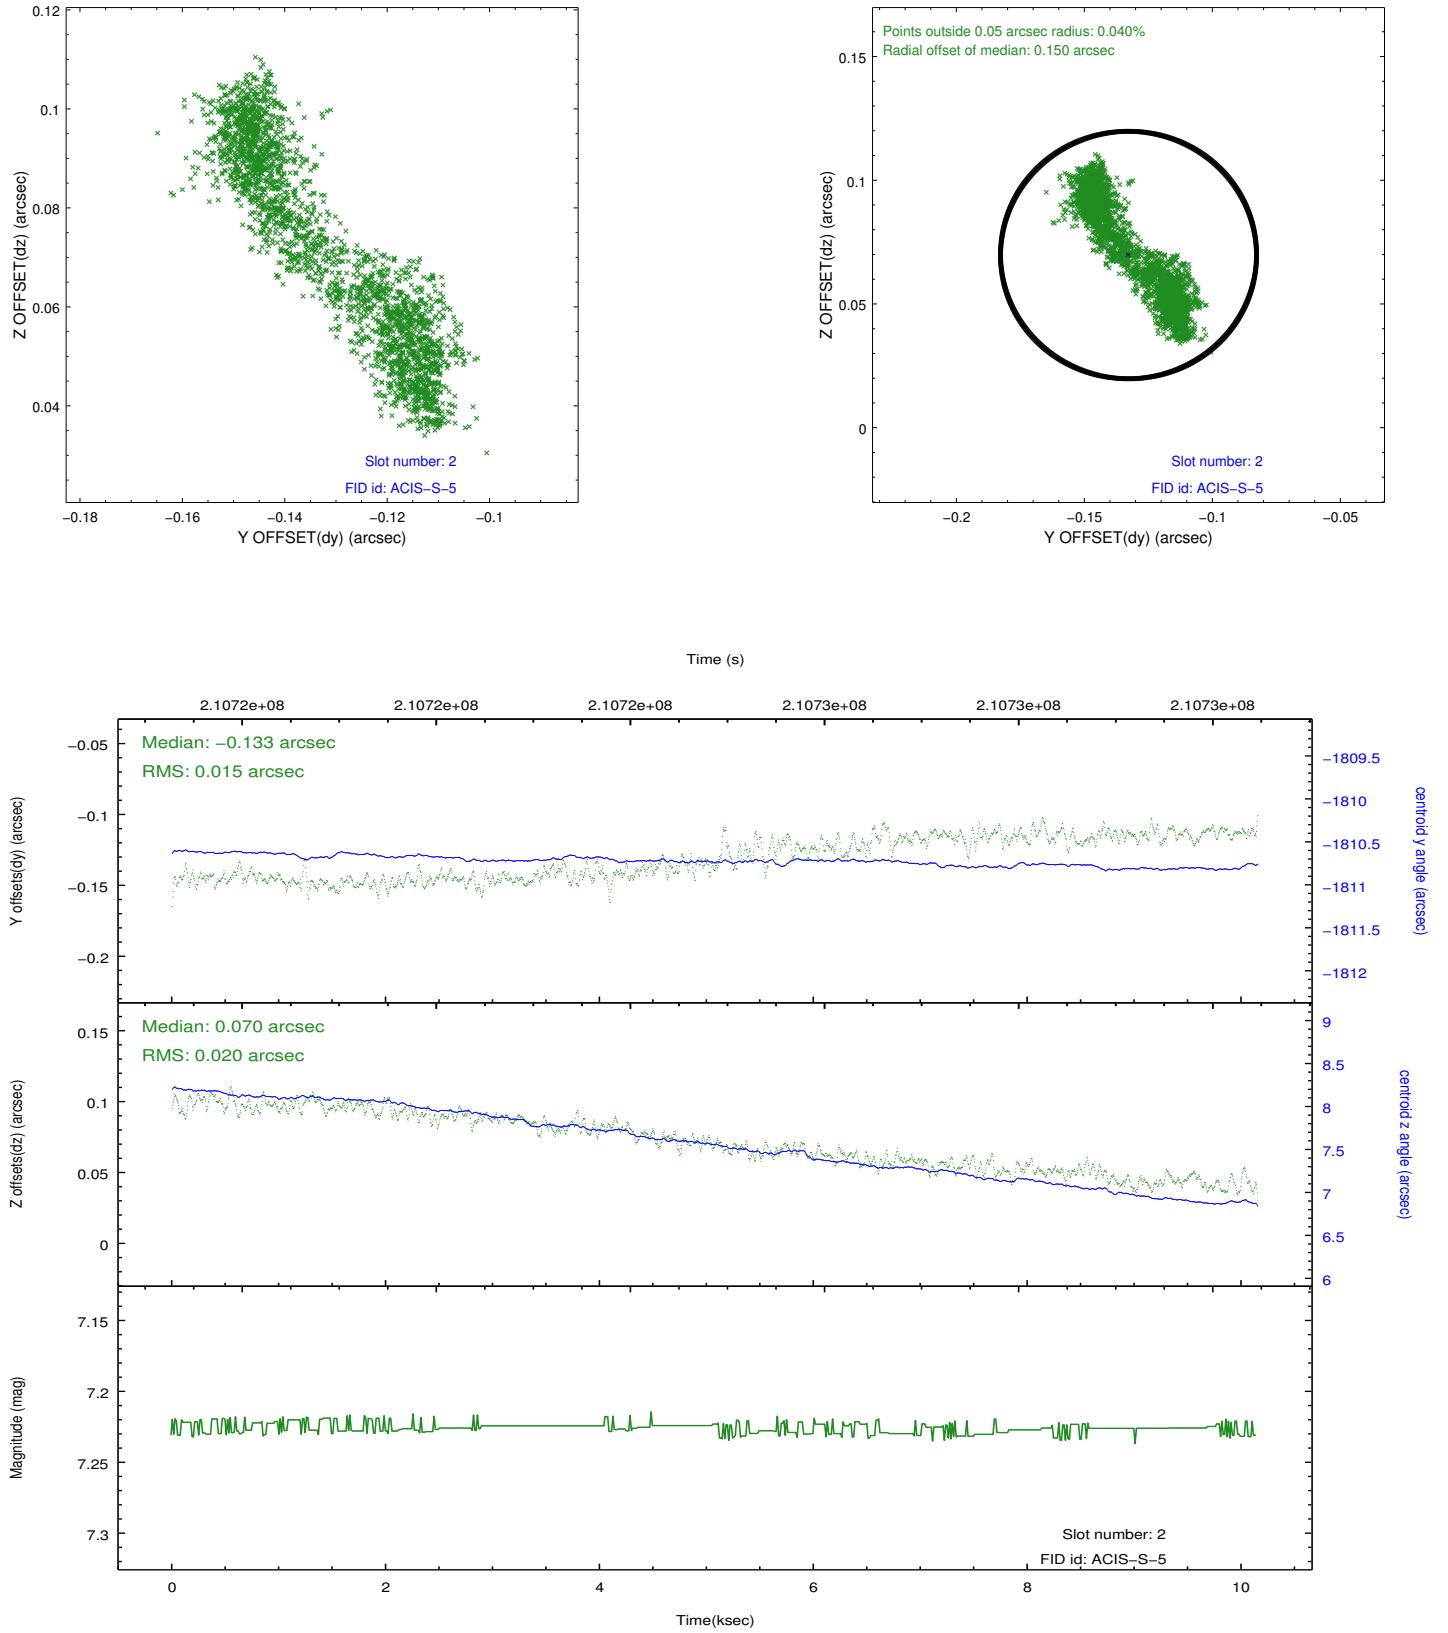 0.12
0.1
0.08
0.06
0.04
Z OFFSET(dz) (arcsec)
Slot number: 2
FID id: ACIS−S−5
−0.18 −0.16 −0.14 −0.12 −0.1
Y OFFSET(dy) (arcsec)
Points outside 0.05 arcsec radius: 0.040%
Radial offset of median: 0.150 arcsec
0.15
0.1
0.05
0
Z OFFSET(dz) (arcsec)
Slot number: 2
FID id: ACIS−S−5
−0.2 −0.15 −0.1 −0.05
Y OFFSET(dy) (arcsec)
Time (s)
2.1072e+08 2.1072e+08 2.1072e+08 2.1073e+08 2.1073e+08 2.1073e+08
Median: −0.133 arcsec
RMS: 0.015 arcsec
−0.05
−0.1
−0.15
−0.2
Y offsets(dy) (arcsec)
−1809.5
−1810
−1810.5
−1811
−1811.5
−1812
centroid y angle (arcsec)
Median: 0.070 arcsec
RMS: 0.020 arcsec
0.15
0.1
0.05
0
Z offsets(dz) (arcsec)
9
8.5
8
7.5
7
6.5
6
centroid z angle (arcsec)
7.15
7.2
7.25
7.3
Magnitude (mag)
Slot number: 2
FID id: ACIS−S−5
0 2 4 6 8 10
Time(ksec)